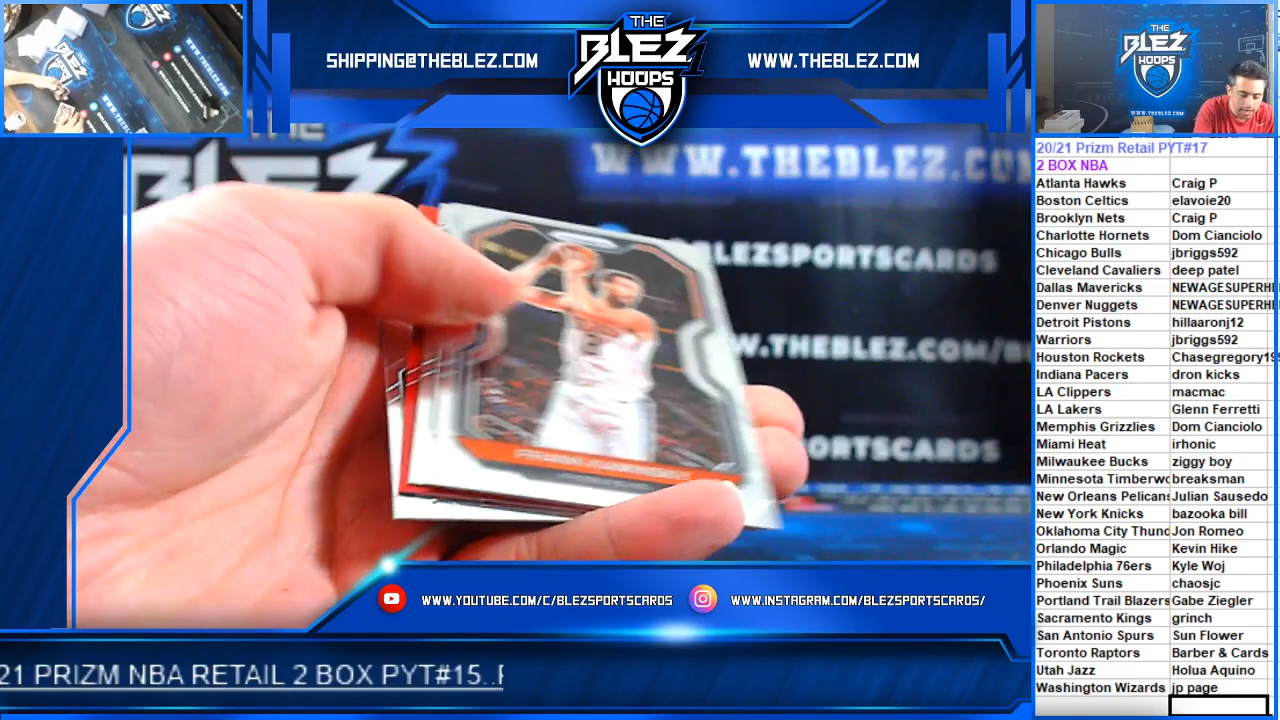 THE
BLEZ
HOOPS
1
SHIPPING@THEBLEZ.COM
WWW.THEBLEZ.COM
THE
BLEZ
WWW.THEBLEZ.COM
THE
BLEZ
WWW.THEBLEZ.CO
BLEZSPORTSCARDS
W.THEBLEZ.COM/B
SPORTSCARDS
WWW.YOUTUBE.COM/C/BLEZSPORTSCARDS
WWW.INSTAGRAM.COM/BLEZSPORTSCARDS/
21 PRIZM NBA RETAIL 2 BOX PYT#15..
20/21 Prizm Retail PYT#17
2 BOX NBA
Atlanta Hawks Craig P
Boston Celtics elavoie20
Brooklyn Nets Craig P
Charlotte Hornets Dom Cianciolo
Chicago Bulls jbriggs592
Cleveland Cavaliers deep patel
Dallas Mavericks NEWAGESUPERH
Denver Nuggets NEWAGESUPERH
Detroit Pistons hillaaronj12
Warriors jbriggs592
Houston Rockets Chasegregory19
Indiana Pacers dron kicks
LA Clippers macmac
LA Lakers Glenn Ferretti
Memphis Grizzlies Dom Cianciolo
Miami Heat irhonic
Milwaukee Bucks ziggy boy
Minnesota Timberwo breaksman
New Orleans Pelicans Julian Sausedo
New York Knicks bazooka bill
Oklahoma City Thund Jon Romeo
Orlando Magic Kevin Hike
Philadelphia 76ers Kyle Woj
Phoenix Suns chaosjc
Portland Trail Blazers Gabe Ziegler
Sacramento Kings grinch
San Antonio Spurs Sun Flower
Toronto Raptors Barber & Cards
Utah Jazz Holua Aquino
Washington Wizards jp page